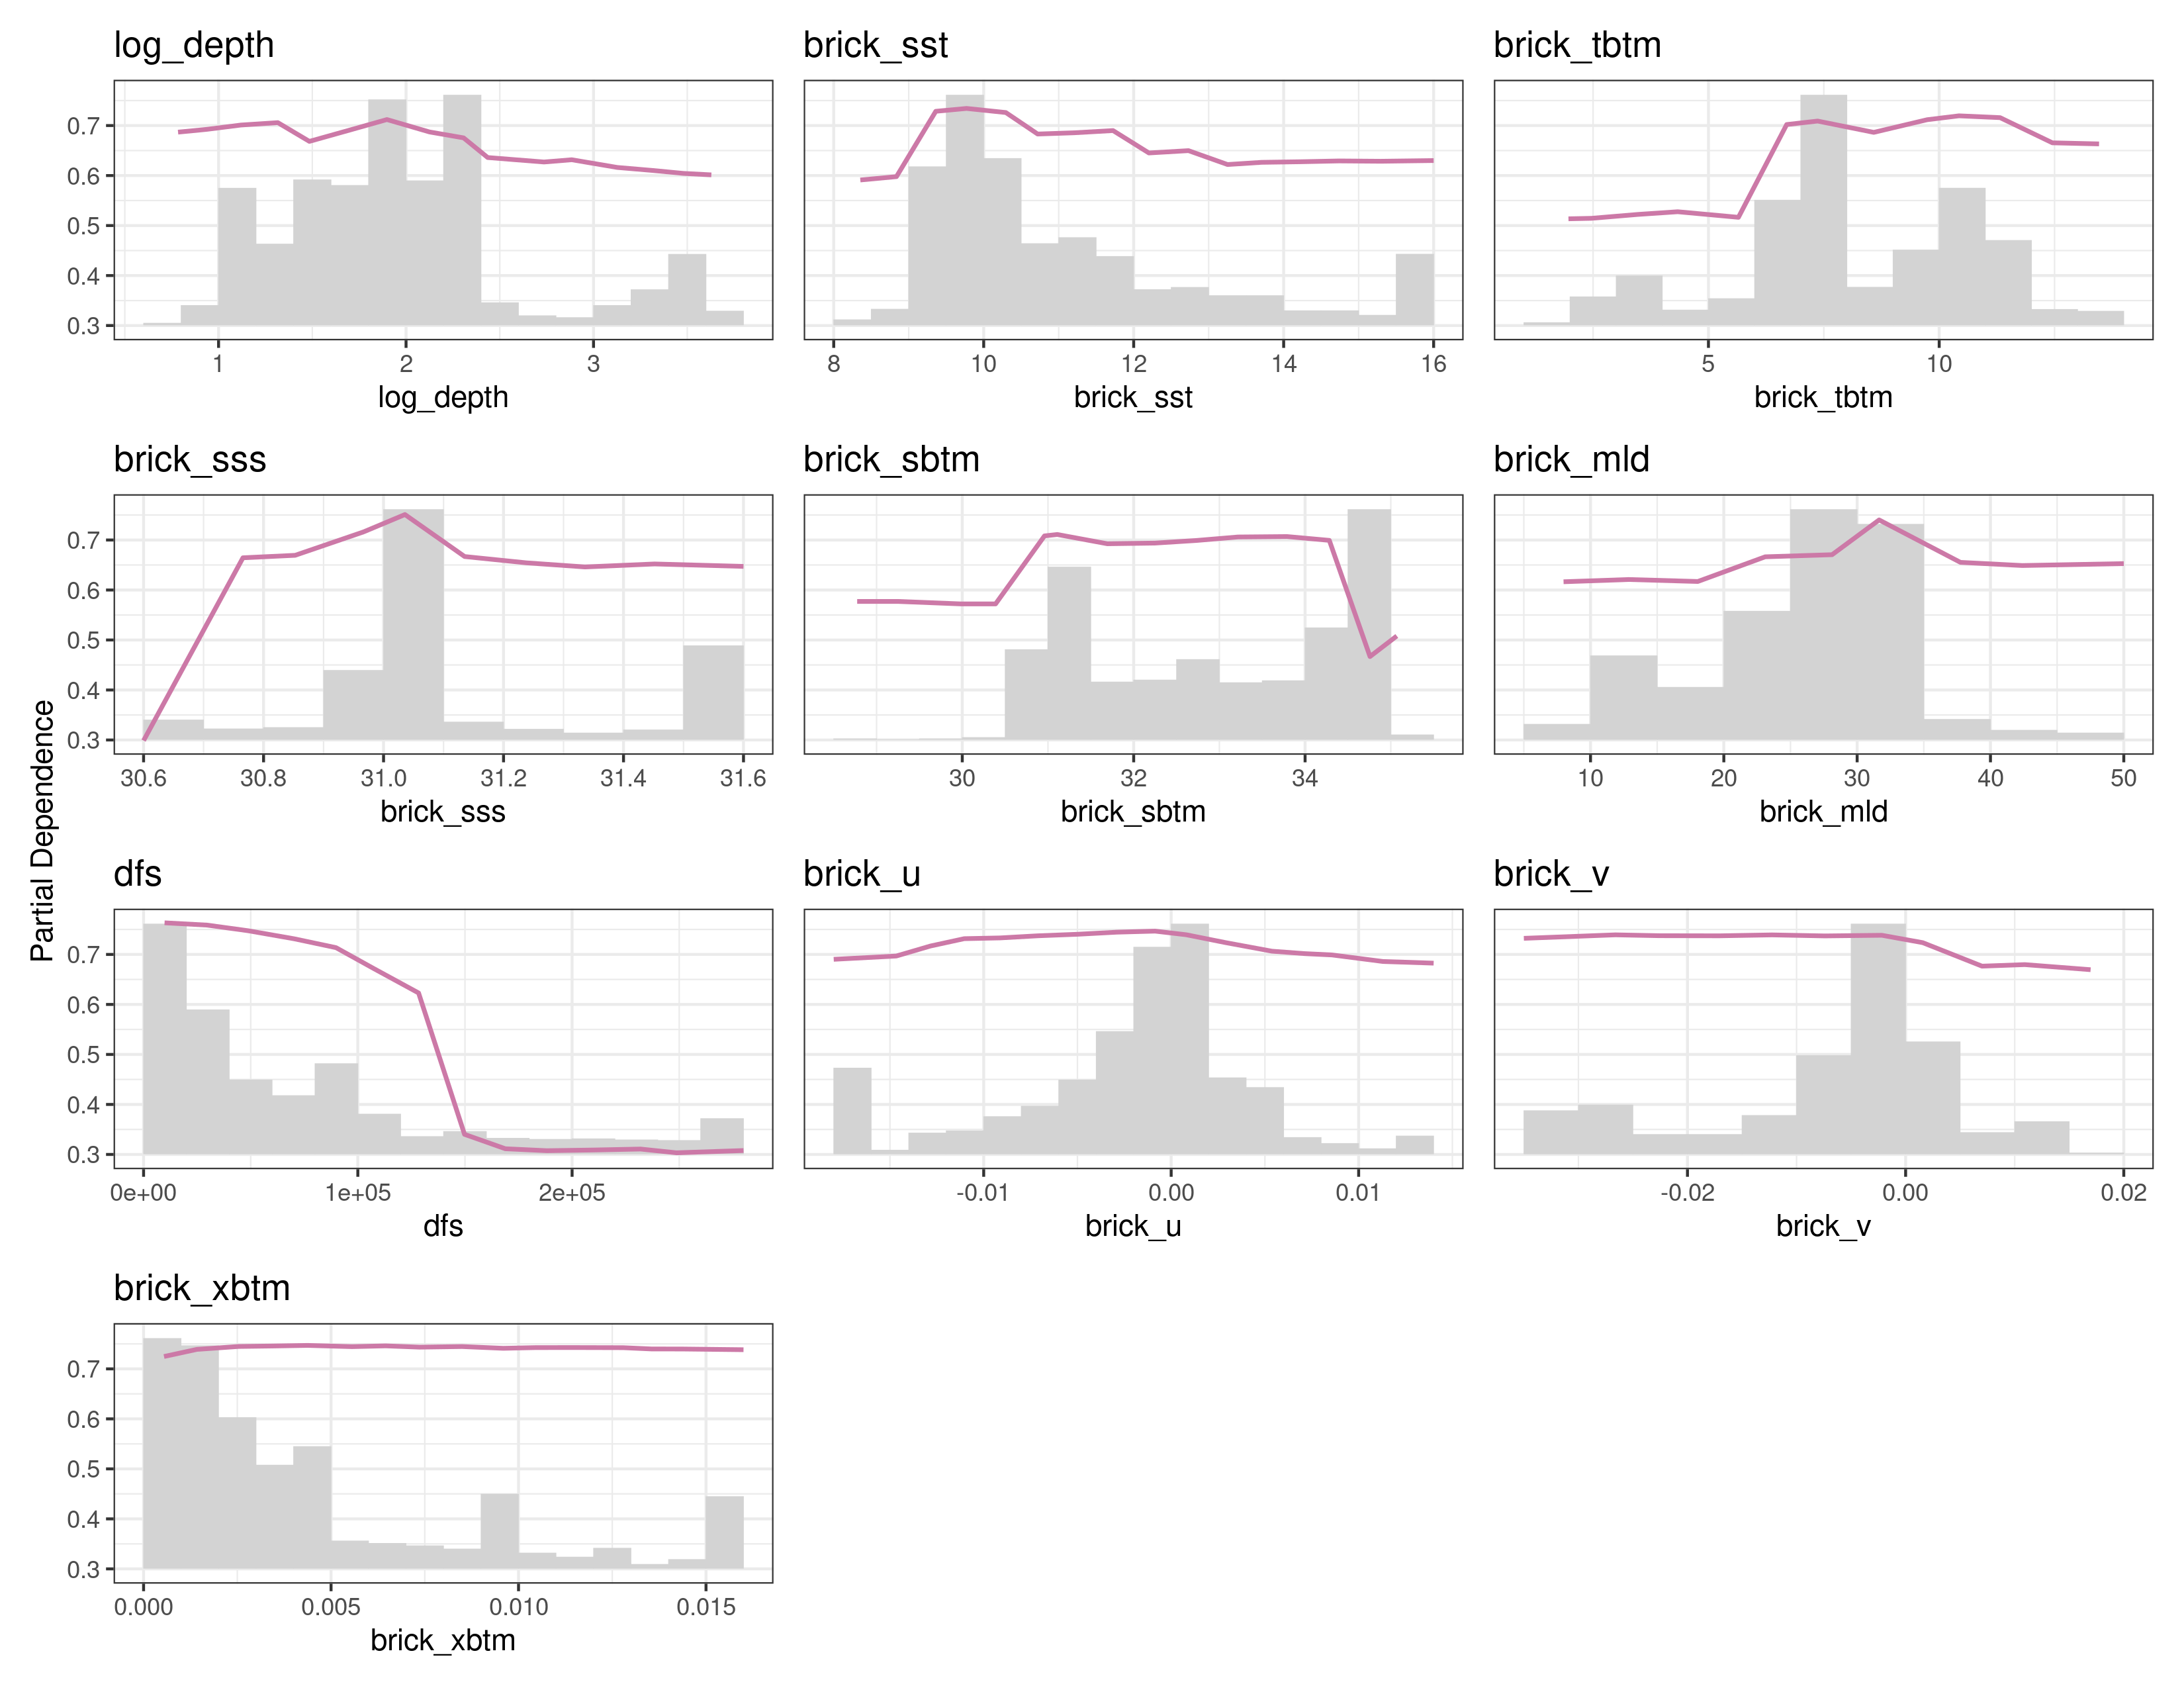 log_depth
brick_sst
brick_tbtm
0.7
0.6
0.5
0.4
0.3
1 2 3
8 10 12 14 16
5 10
log_depth
brick_sst
brick_tbtm
brick_sss
brick_sbtm
brick_mld
0.7
0.6
0.5
0.4
0.3
30.6 30.8 31.0 31.2 31.4 31.6
30 32 34
10 20 30 40 50
brick_sss
brick_sbtm
brick_mld
Partial Dependence
dfs
brick_u
brick_v
0.7
0.6
0.5
0.4
0.3
0e+00 1e+05 2e+05
-0.01 0.00 0.01
-0.02 0.00 0.02
dfs
brick_u
brick_v
brick_xbtm
0.7
0.6
0.5
0.4
0.3
0.000 0.005 0.010 0.015
brick_xbtm